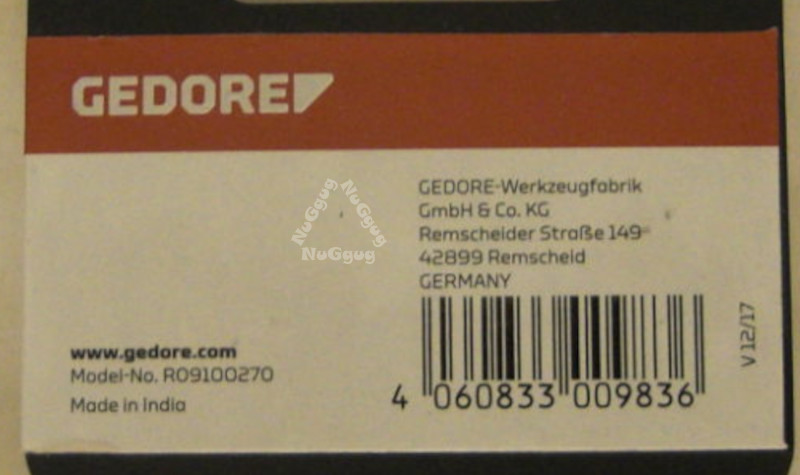 GEDORE
GEDORE-Werkzeugfabrik
GmbH & Co. KG
Remscheider Straße 149
42899 Remscheid
GERMANY
NuGgug
NuGgug
NuGgug
www.gedore.com
Model-No. R09100270
Made in India
4 060833 009836
V 12/17